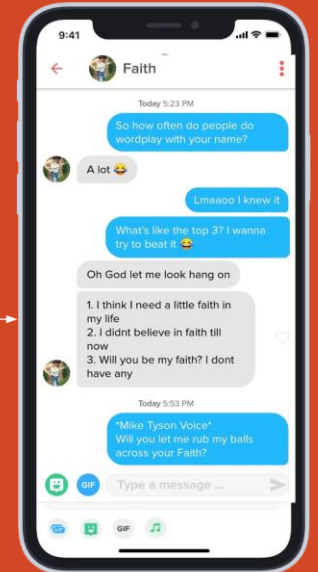 9:41
Faith
Today 5:23 PM
So how often do people do
wordplay with your name?
A lot 😂
Lmaaoo I knew it
What's like the top 3? I wanna
try to beat it 😂
Oh God let me look hang on
1. I think I need a little faith in
my life
2. I didnt believe in faith till
now
3. Will you be my faith? I dont
have any
Today 5:53 PM
*Mike Tyson Voice*
Will you let me rub my balls
across your Faith?
GIF
Type a message ...
GIF
GIF